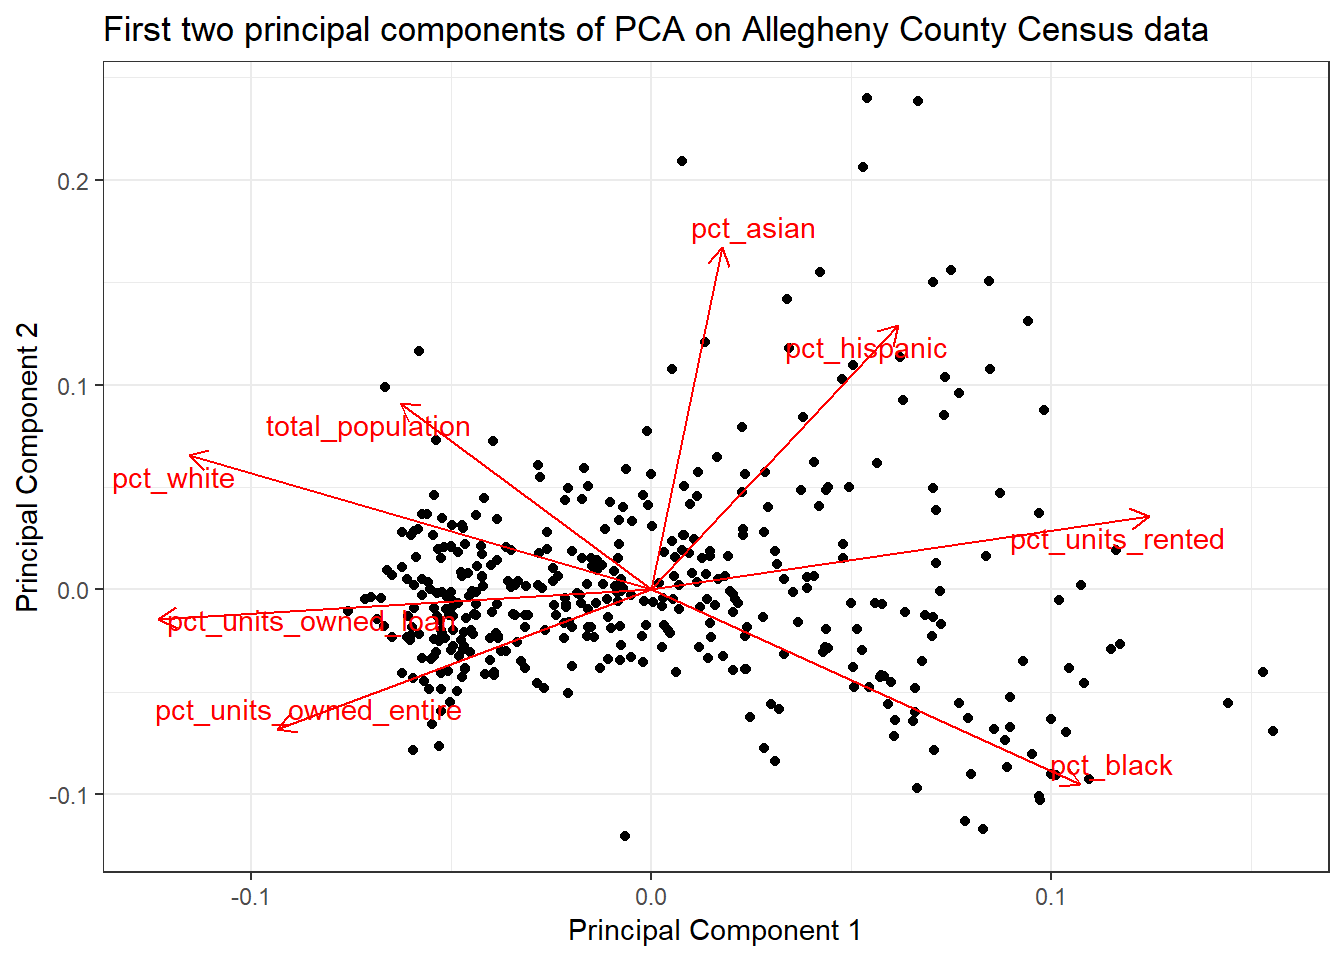 First two principal components of PCA on Allegheny County Census data
Principal Component 2
0.2
0.1
0.0
-0.1
pct_asian
pct_hispanic
total_population
pct_white
pct_units_rented
pct_units_owned_loan
pct_units_owned_entire
pct_black
-0.1
0.0
0.1
Principal Component 1